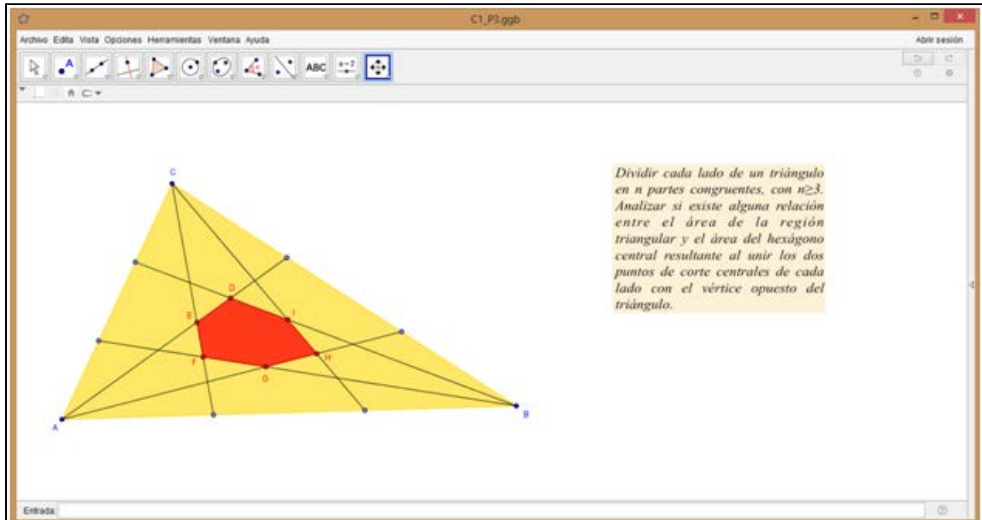 C1_P3.ggb
Archivo Edita Vista Opciones Herramientas Ventana Ayuda
Abrir sesión
A
ABC
a=2
C
Dividir cada lado de un triángulo
en n partes congruentes, con n≥3.
Analizar si existe alguna relación
entre el área de la región
triangular y el área del hexágono
central resultante al unir los dos
puntos de corte centrales de cada
lado con el vértice opuesto del
triángulo.
D
E
I
F
H
G
A
B
Entrada: